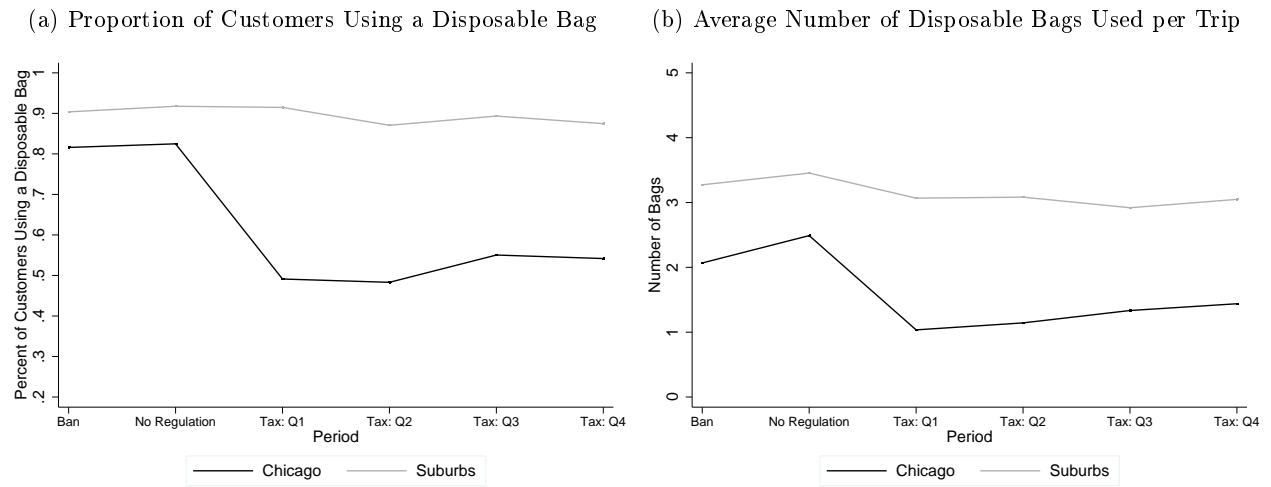 (a) Proportion of Customers Using a Disposable Bag
Percent of Customers Using a Disposable Bag
1
.9
.8
.7
.6
.5
.4
.3
.2
Ban No Regulation Tax: Q1 Tax: Q2 Tax: Q3 Tax: Q4
Period
Chicago Suburbs
(b) Average Number of Disposable Bags Used per Trip
Number of Bags
5
4
3
2
1
0
Ban No Regulation Tax: Q1 Tax: Q2 Tax: Q3 Tax: Q4
Period
Chicago Suburbs